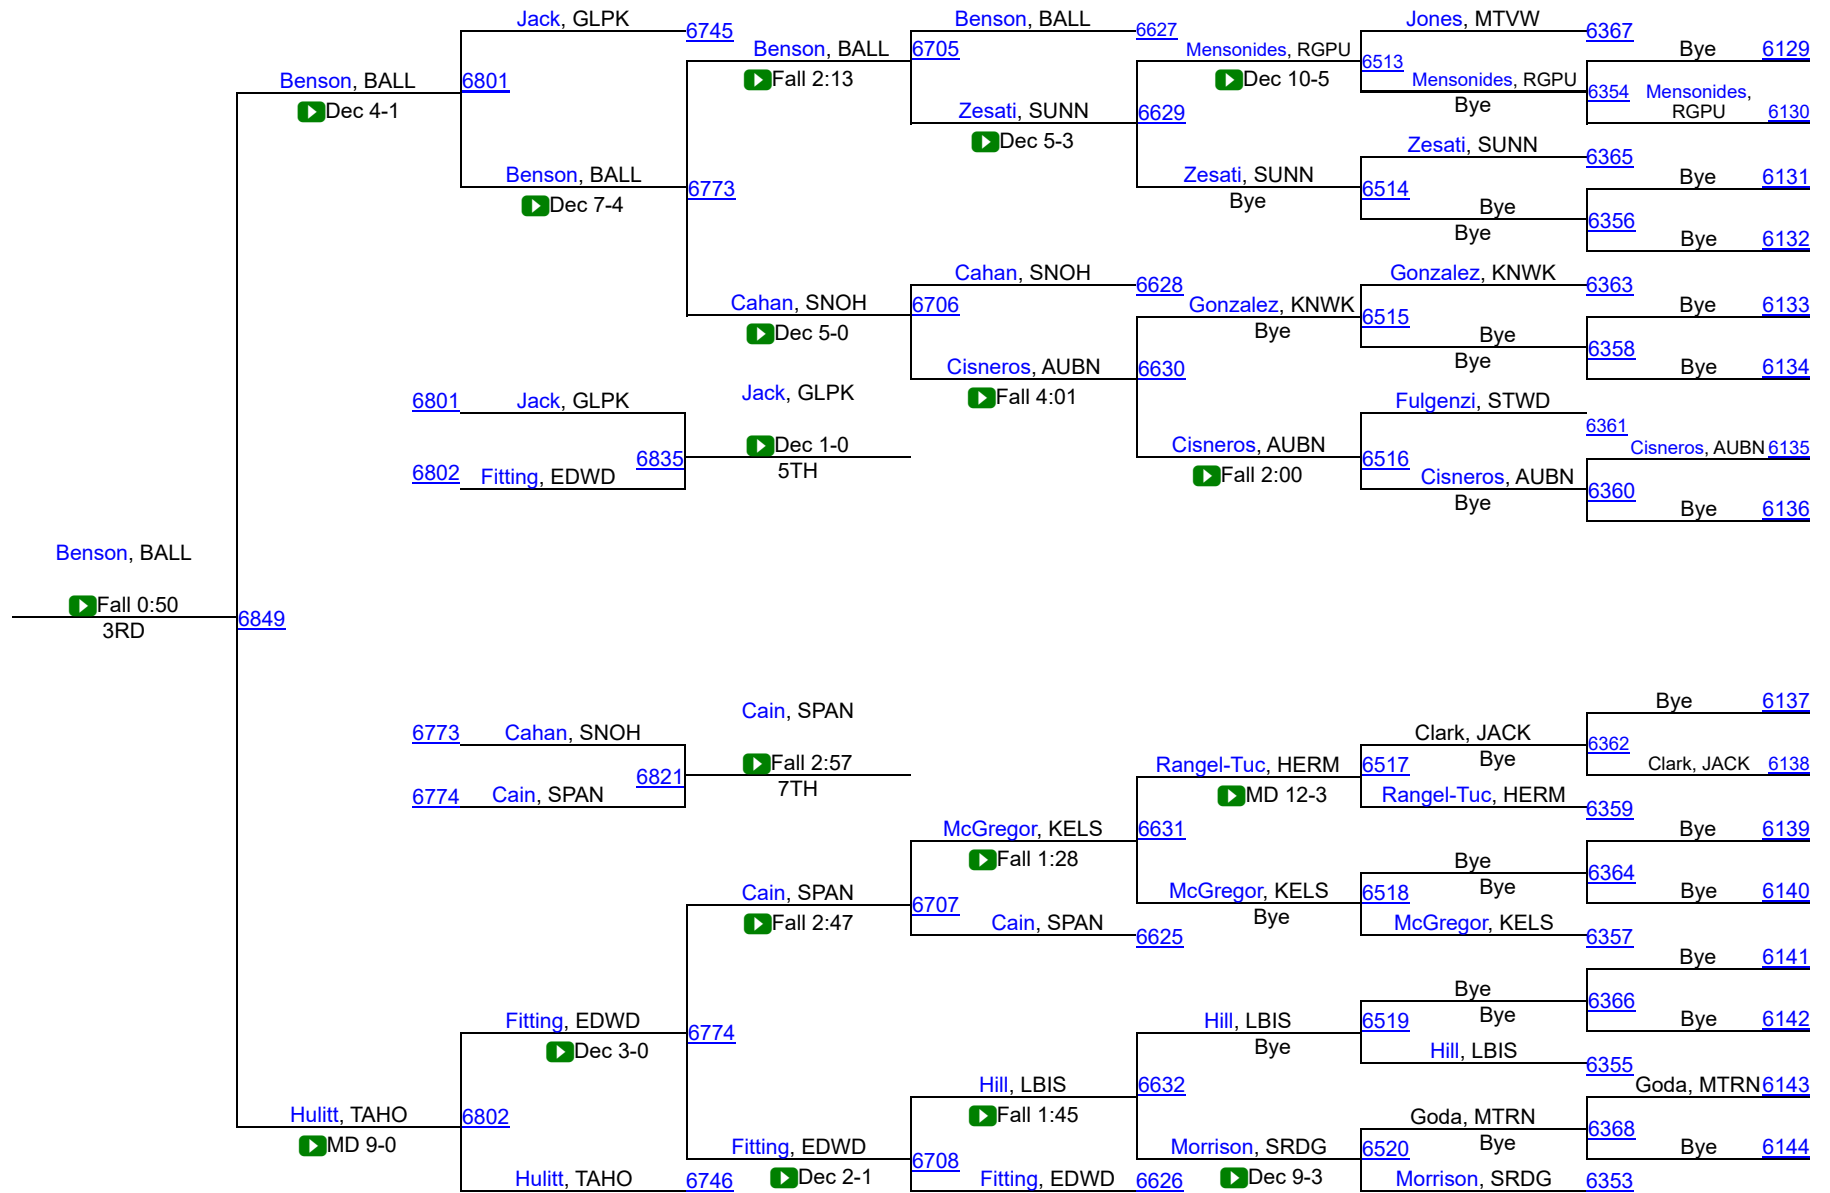 Jack, GLPK
6745
Benson, BALL
6627
Jones, MTVW
6367
Bye
6129
Benson, BALL
6705
Mensonides, RGPU
6513
Benson, BALL
6801
Fall 2:13
Dec 10-5
Mensonides, RGPU
6354
Mensonides,
RGPU
6130
Bye
Dec 4-1
Zesati, SUNN
6629
Dec 5-3
Zesati, SUNN
6365
Benson, BALL
6773
Dec 7-4
Zesati, SUNN
6514
Bye
Bye
6131
Bye
6356
Bye
Bye
6132
Cahan, SNOH
6628
Gonzalez, KNWK
6363
Cahan, SNOH
6706
Dec 5-0
Gonzalez, KNWK
6515
Bye
Bye
6133
Bye
6358
Bye
Bye
6134
Cisneros, AUBN
6630
Fall 4:01
6801
Jack, GLPK
Jack, GLPK
Fulgenzi, STWD
6361
6835
Dec 1-0
5TH
Cisneros, AUBN
6516
Fall 2:00
Cisneros, AUBN
6135
6802
Fitting, EDWD
Cisneros, AUBN
6360
Bye
Bye
6136
Benson, BALL
Fall 0:50
3RD
6849
Cain, SPAN
Bye
6137
6773
Cahan, SNOH
Clark, JACK
6362
Bye
6821
Fall 2:57
7TH
Rangel-Tuc, HERM
6517
MD 12-3
Clark, JACK
6138
6774
Cain, SPAN
Rangel-Tuc, HERM
6359
McGregor, KELS
6631
Fall 1:28
Bye
6139
Bye
6364
Bye
Cain, SPAN
6707
Fall 2:47
McGregor, KELS
6518
Bye
Bye
6140
Cain, SPAN
6625
McGregor, KELS
6357
Bye
6141
Bye
6366
Bye
Fitting, EDWD
6774
Dec 3-0
Hill, LBIS
6519
Bye
Bye
6142
Hill, LBIS
6355
Hill, LBIS
6632
Fall 1:45
Goda, MTRN
6143
Hulitt, TAHO
6802
MD 9-0
Goda, MTRN
6368
Bye
Fitting, EDWD
6708
Dec 2-1
Morrison, SRDG
6520
Dec 9-3
Bye
6144
Hulitt, TAHO
6746
Fitting, EDWD
6626
Morrison, SRDG
6353